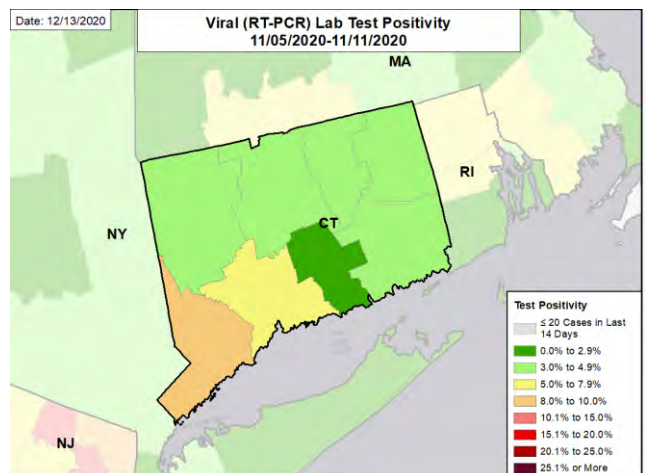 Date: 12/13/2020
Viral (RT-PCR) Lab Test Positivity
11/05/2020-11/11/2020
MA
RI
NY
CT
NJ
Test Positivity
≤ 20 Cases in Last
14 Days
0.0% to 2.9%
3.0% to 4.9%
5.0% to 7.9%
8.0% to 10.0%
10.1% to 15.0%
15.1% to 20.0%
20.1% to 25.0%
25.1% or More